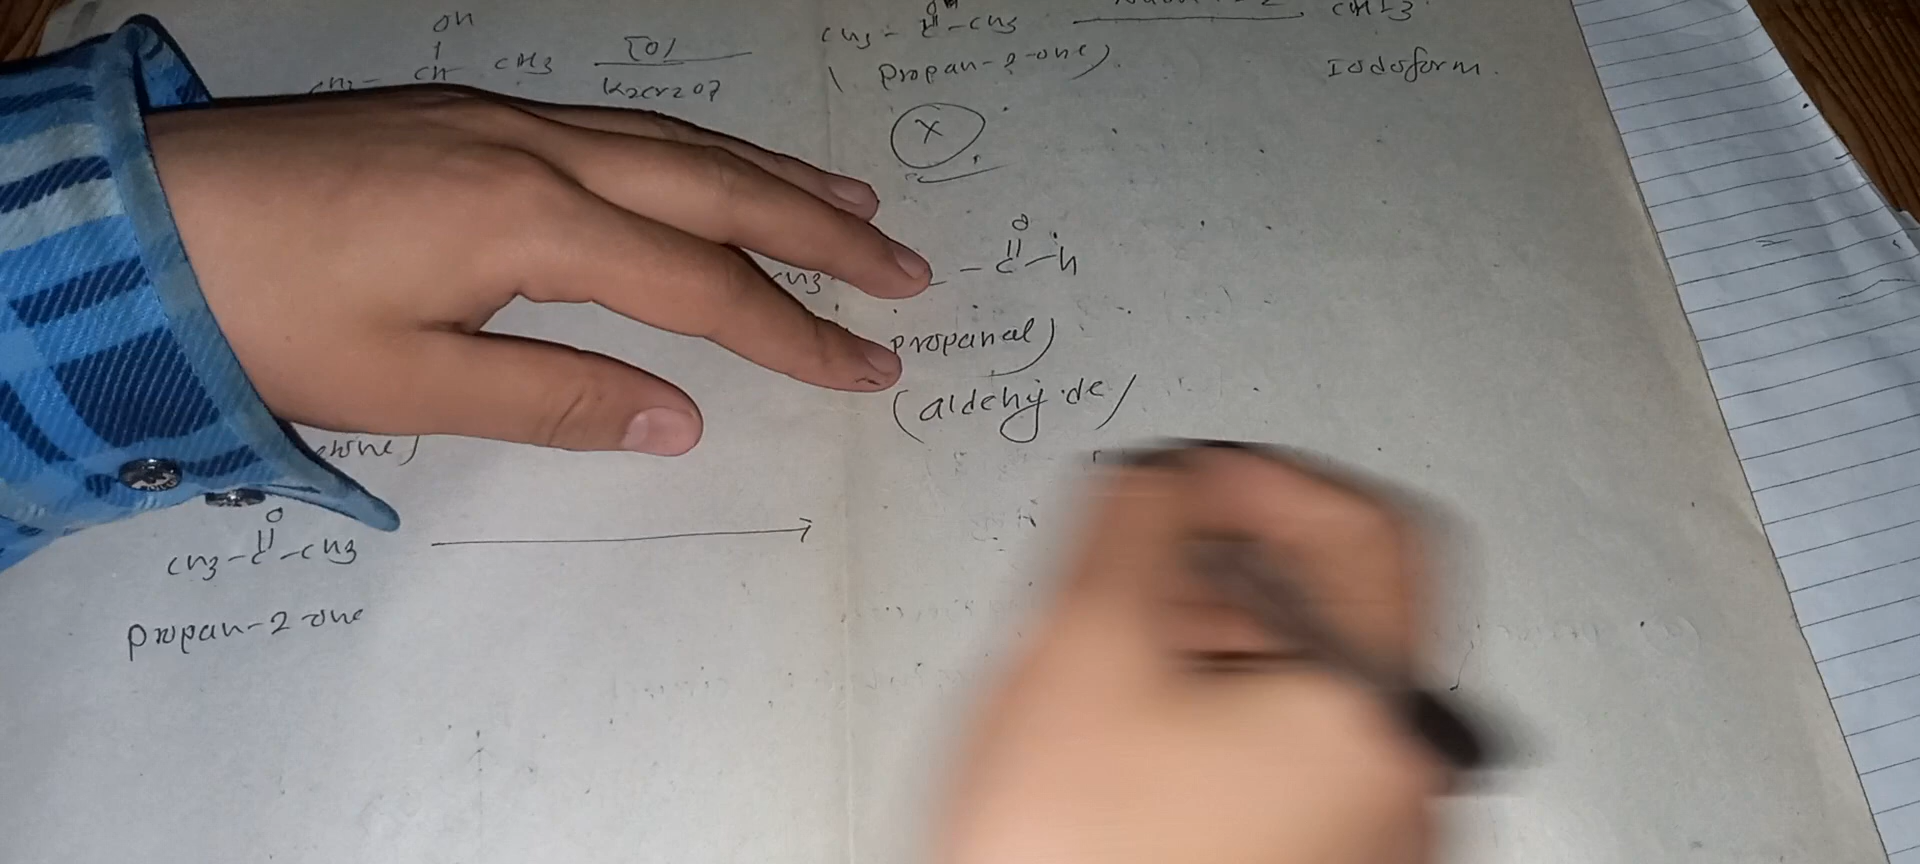 OH
|
CH CH3 [O] K2Cr2O7
O
||
CH3 - C - CH3 CHI3
(Propan-2-one) Iodoform.
X
O
||
CH3 - C - H
propanal)
(aldehyde)
O
||
CH3 - C - CH3
propan-2-one